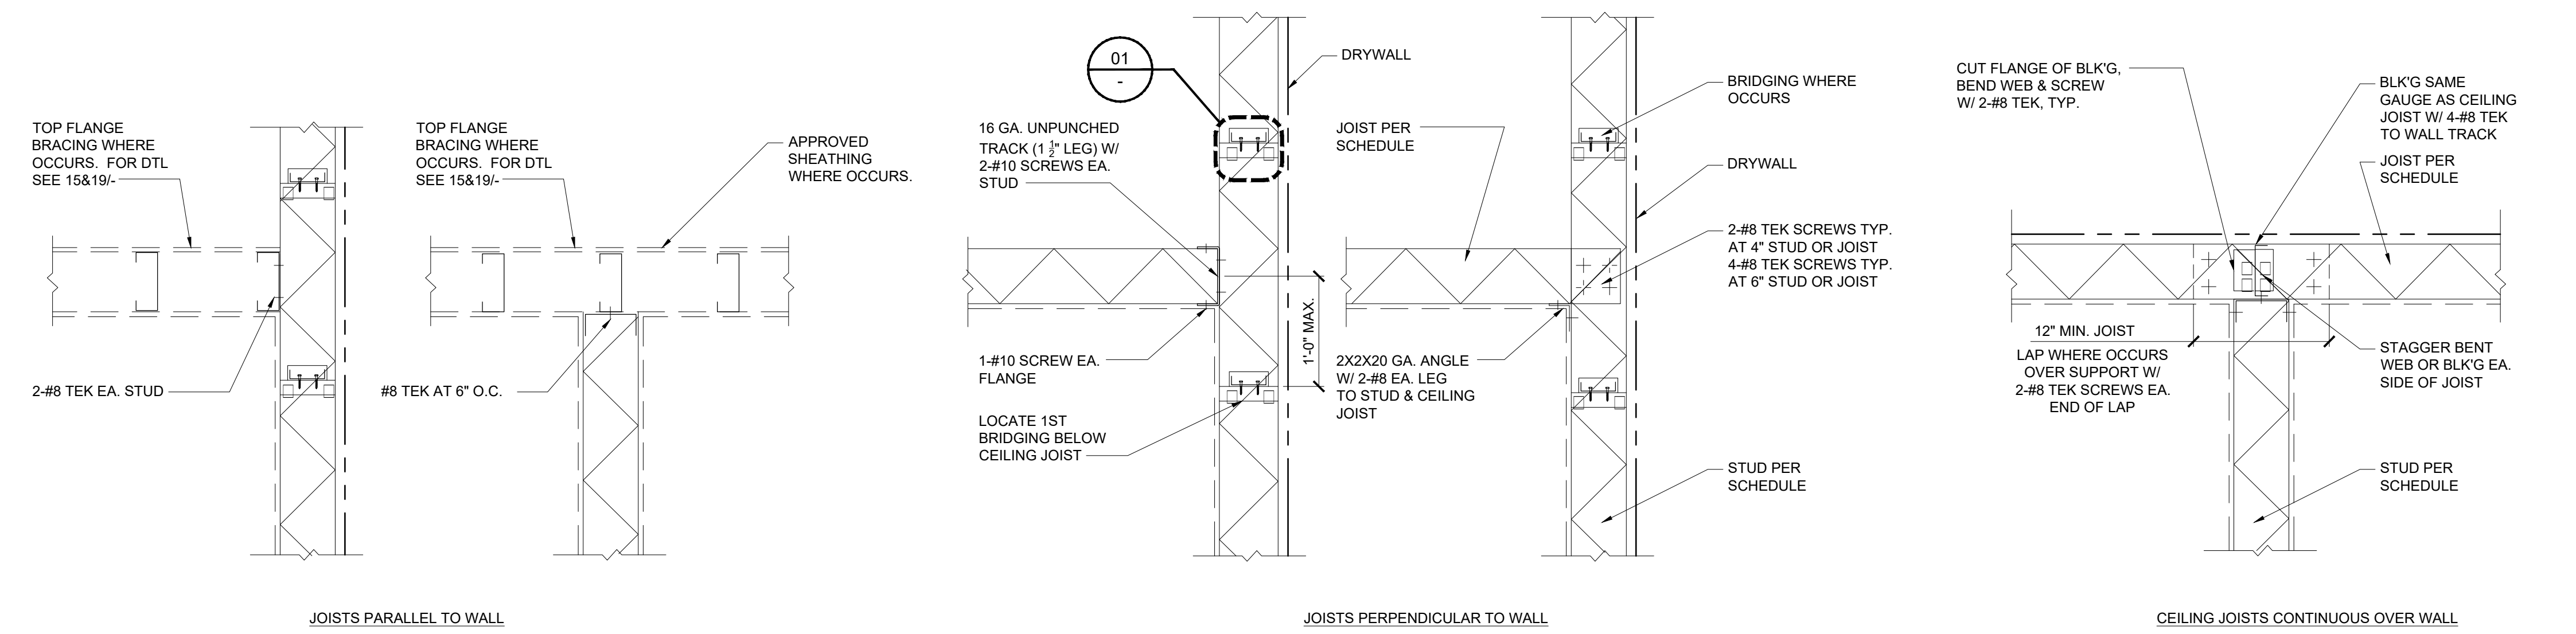 TOP FLANGE
BRACING WHERE
OCCURS. FOR DTL
SEE 15&19/-
2-#8 TEK EA. STUD
TOP FLANGE
BRACING WHERE
OCCURS. FOR DTL
SEE 15&19/-
APPROVED
SHEATHING
WHERE OCCURS.
#8 TEK AT 6" O.C.
JOISTS PARALLEL TO WALL
01
-
16 GA. UNPUNCHED
TRACK (1 1/2" LEG) W/
2-#10 SCREWS EA.
STUD
1-#10 SCREW EA.
FLANGE
LOCATE 1ST
BRIDGING BELOW
CEILING JOIST
DRYWALL
1'-0" MAX.
JOIST PER
SCHEDULE
2X2X20 GA. ANGLE
W/ 2-#8 EA. LEG
TO STUD & CEILING
JOIST
BRIDGING WHERE
OCCURS
DRYWALL
2-#8 TEK SCREWS TYP.
AT 4" STUD OR JOIST
4-#8 TEK SCREWS TYP.
AT 6" STUD OR JOIST
STUD PER
SCHEDULE
JOISTS PERPENDICULAR TO WALL
CUT FLANGE OF BLK'G,
BEND WEB & SCREW
W/ 2-#8 TEK, TYP.
BLK'G SAME
GAUGE AS CEILING
JOIST W/ 4-#8 TEK
TO WALL TRACK
JOIST PER
SCHEDULE
12" MIN. JOIST
LAP WHERE OCCURS
OVER SUPPORT W/
2-#8 TEK SCREWS EA.
END OF LAP
STAGGER BENT
WEB OR BLK'G EA.
SIDE OF JOIST
STUD PER
SCHEDULE
CEILING JOISTS CONTINUOUS OVER WALL